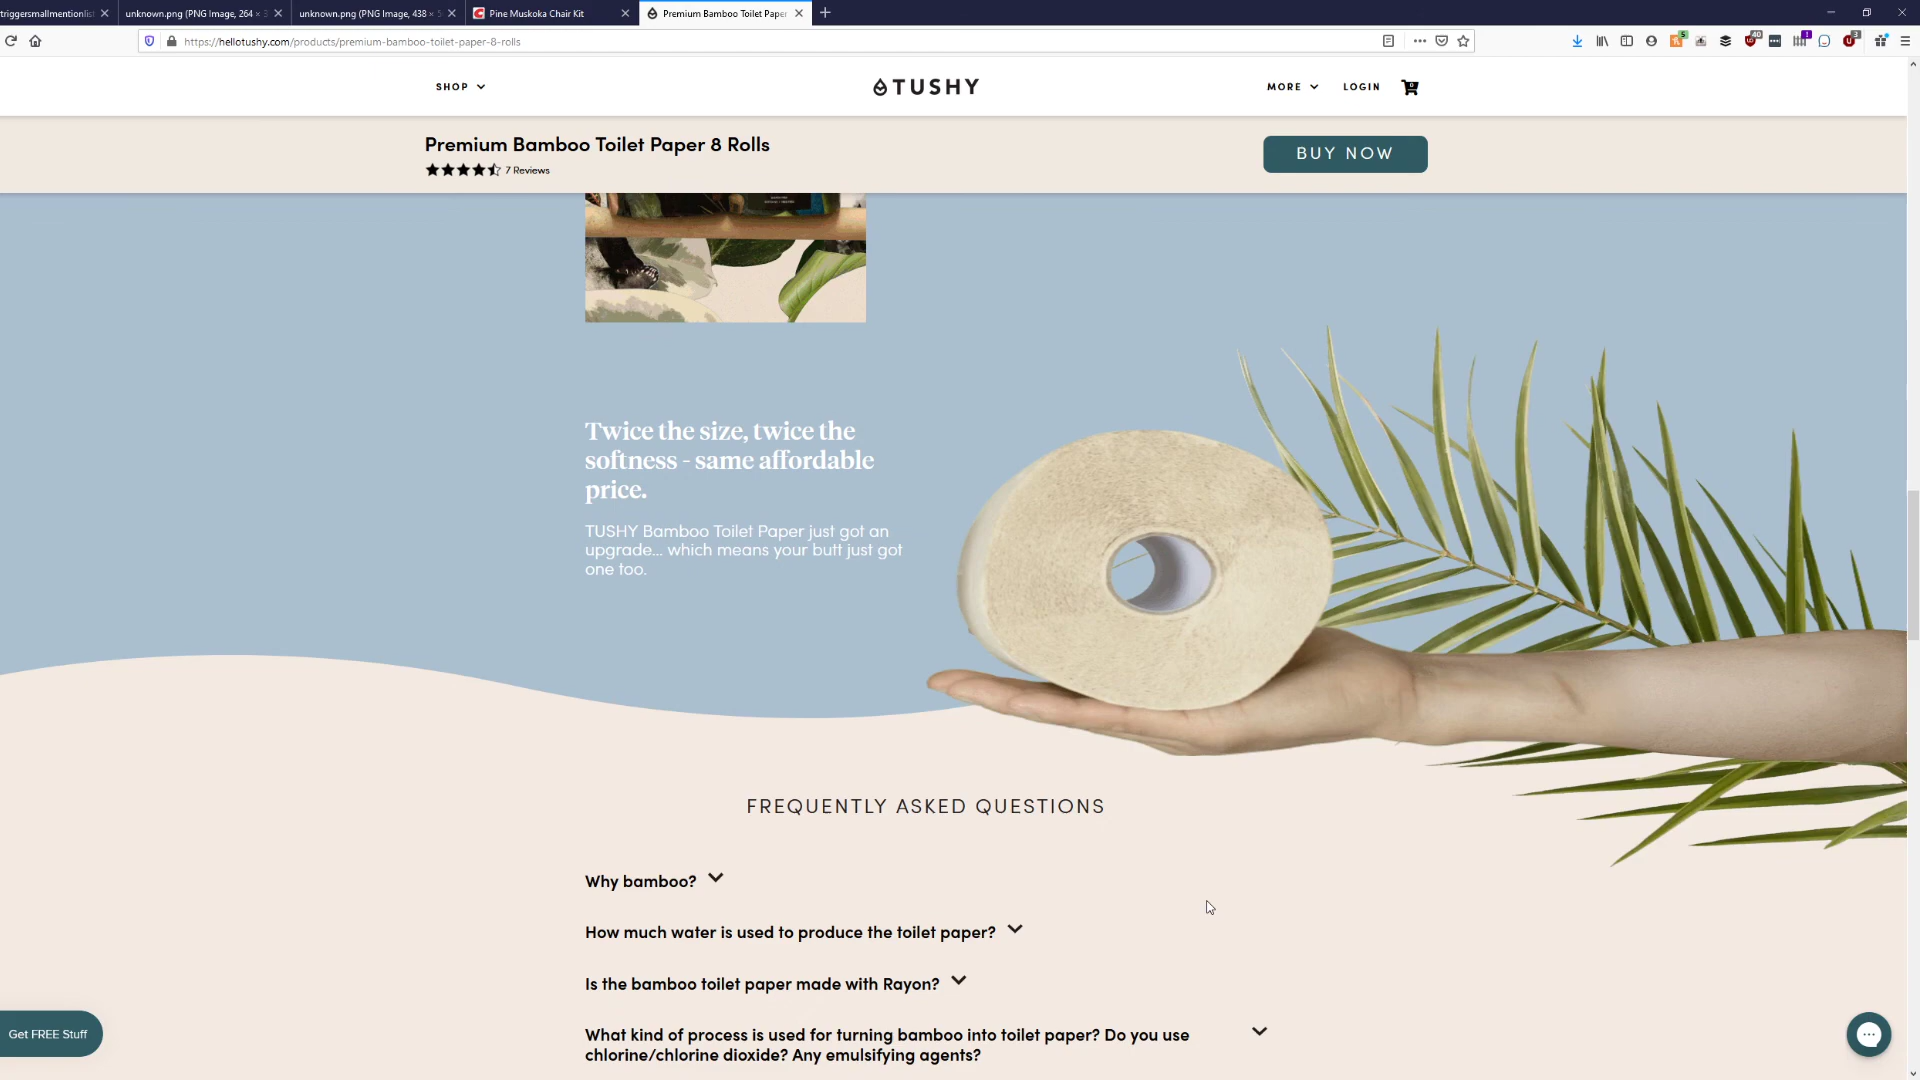 triggersmallmentionlist
unknown.png (PNG Image, 264 ×
unknown.png (PNG Image, 438 ×
Pine Muskoka Chair Kit
Premium Bamboo Toilet Paper
https://hellotushy.com/products/premium-bamboo-toilet-paper-8-rolls
SHOP
TUSHY
MORE
LOGIN
0
Premium Bamboo Toilet Paper 8 Rolls
7 Reviews
BUY NOW
Twice the size, twice the
softness - same affordable
price.
TUSHY Bamboo Toilet Paper just got an
upgrade... which means your butt just got
one too.
FREQUENTLY ASKED QUESTIONS
Why bamboo?
How much water is used to produce the toilet paper?
Is the bamboo toilet paper made with Rayon?
What kind of process is used for turning bamboo into toilet paper? Do you use
chlorine/chlorine dioxide? Any emulsifying agents?
Get FREE Stuff